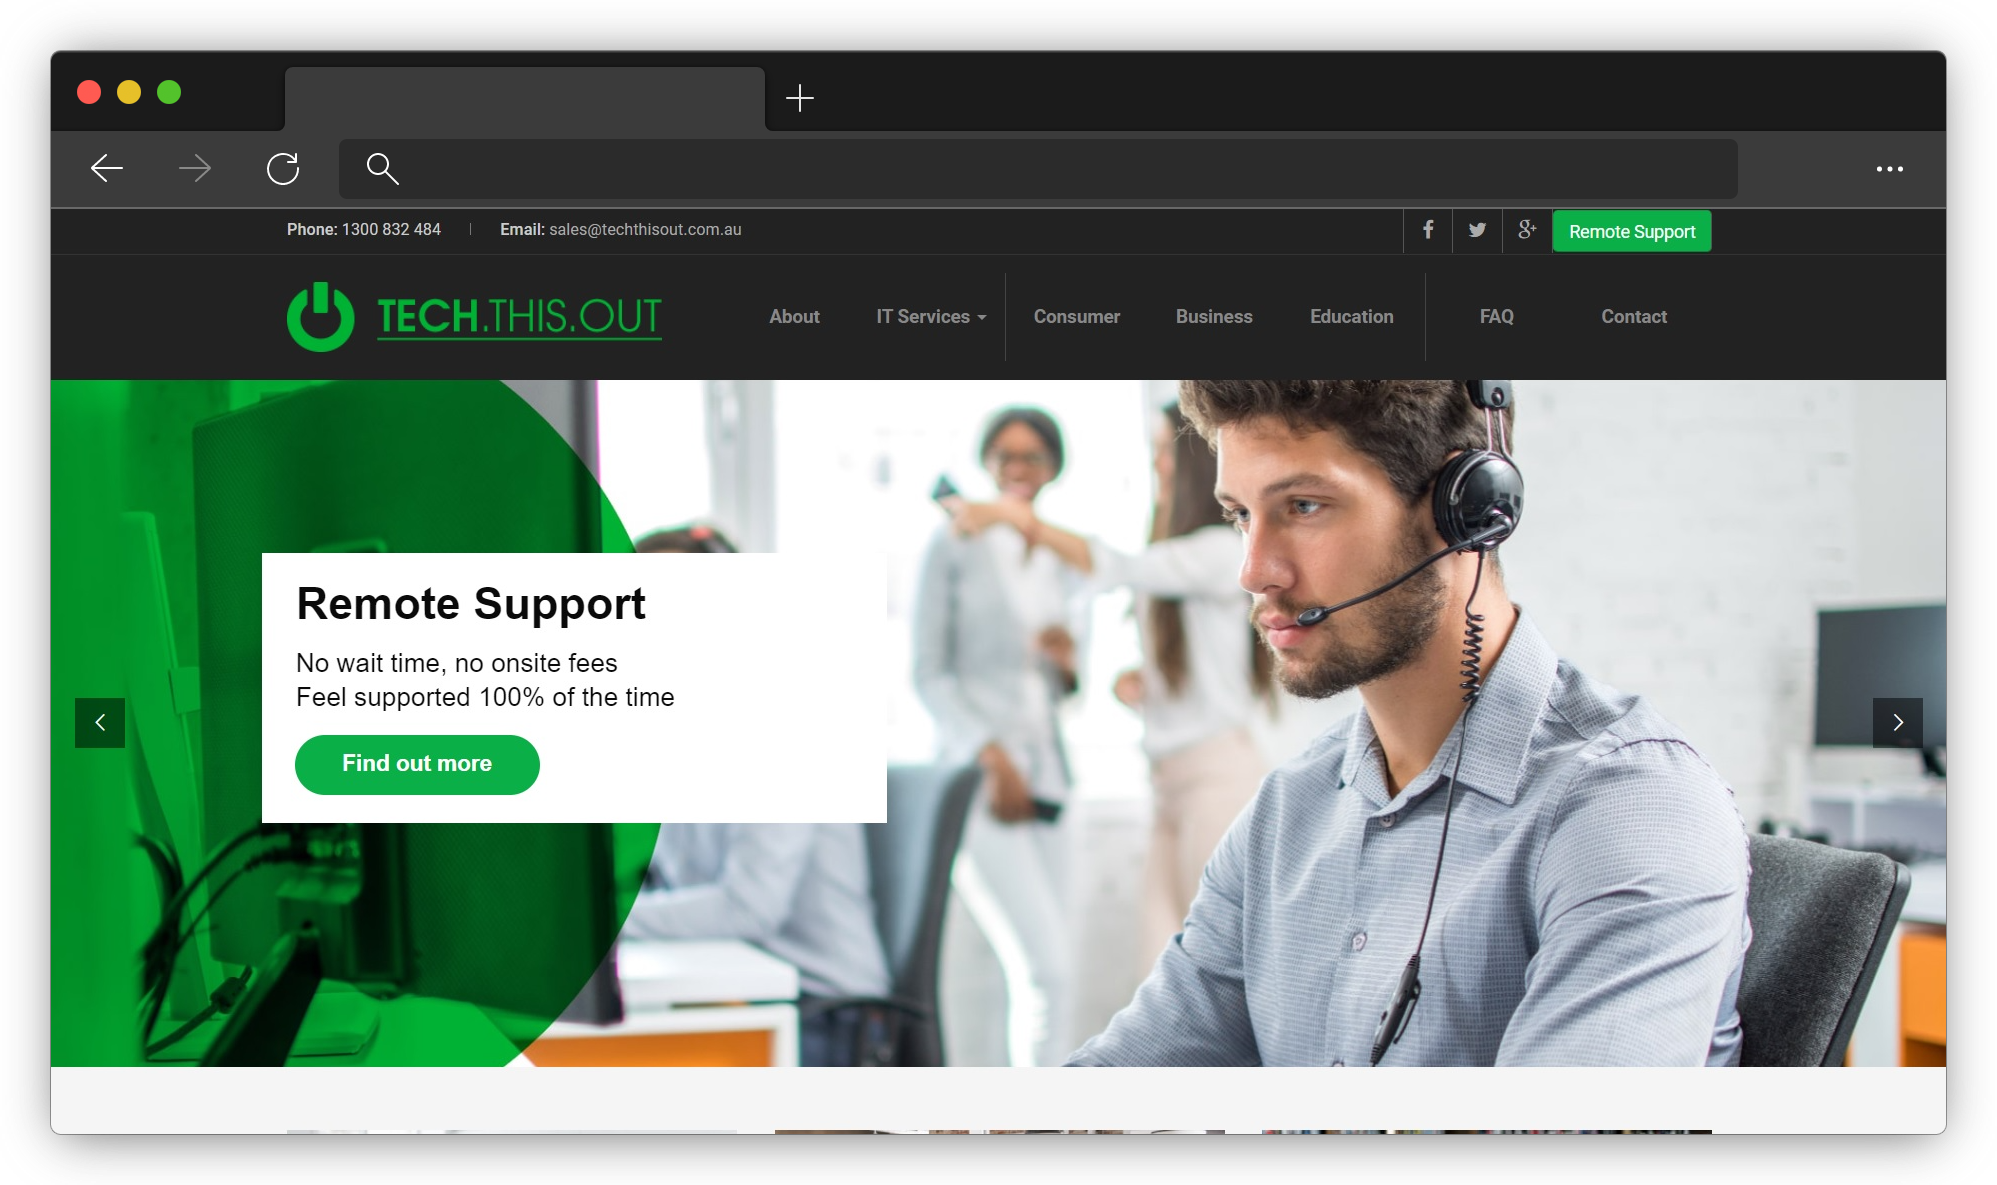 Phone: 1300 832 484
Email: sales@techthisout.com.au
Remote Support
TECH.THIS.OUT
About
IT Services
Consumer
Business
Education
FAQ
Contact
Remote Support
No wait time, no onsite fees
Feel supported 100% of the time
Find out more